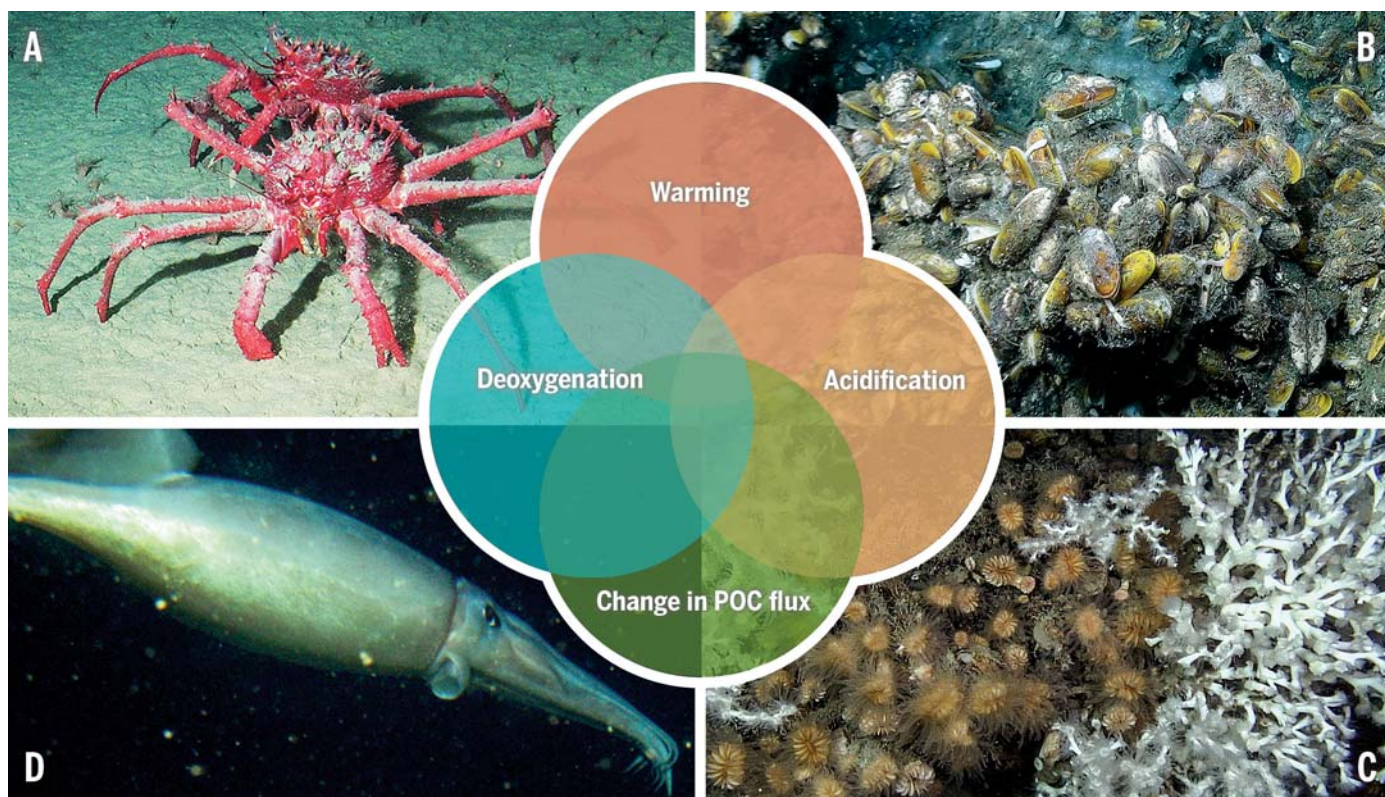 A
B
Warming
Deoxygenation
Acidification
Change in POC flux
D
C